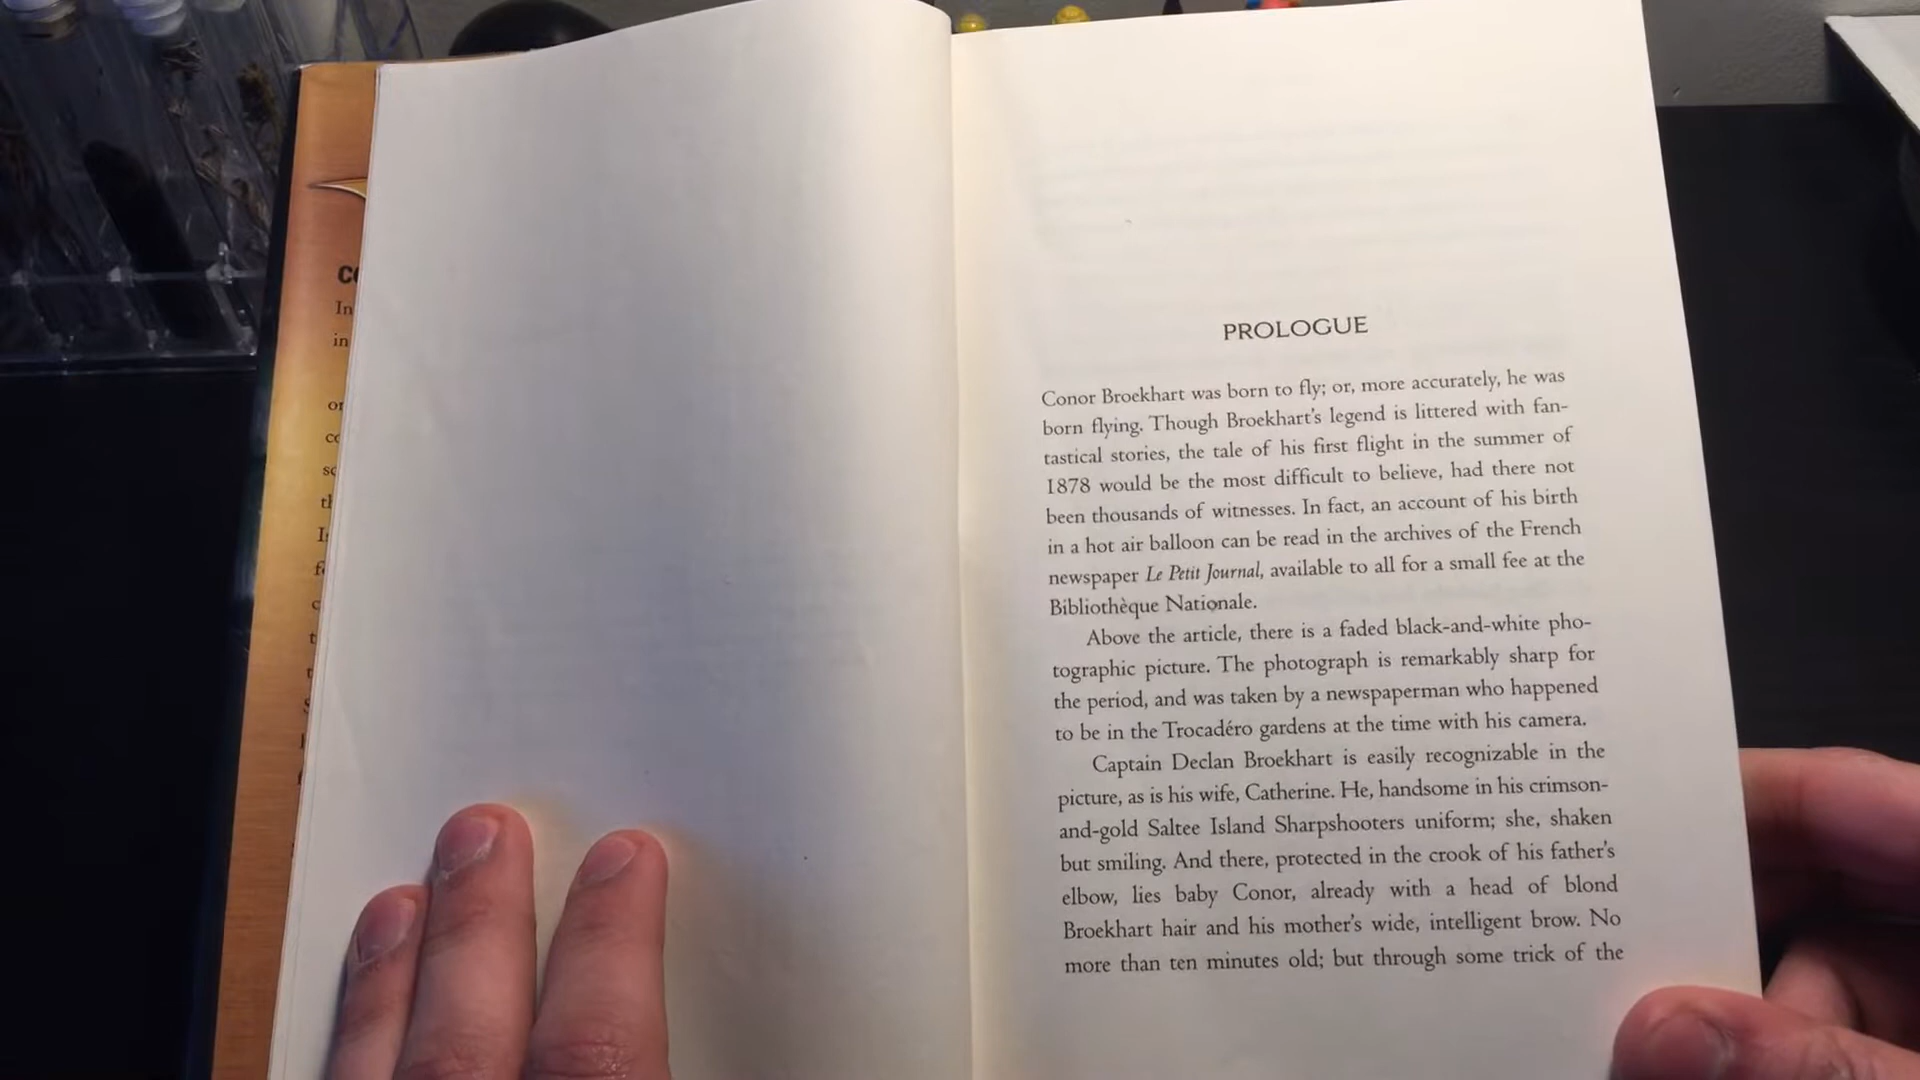 CO
In
in
or
PROLOGUE
Conor Broekhart was born to fly; or, more accurately, he was
born flying. Though Broekhart's legend is littered with fan-
tastical stories, the tale of his first flight in the summer of
1878 would be the most difficult to believe, had there not
been thousands of witnesses. In fact, an account of his birth
in a hot air balloon can be read in the archives of the French
newspaper Le Petit Journal, available to all for a small fee at the
Bibliothèque Nationale.
Above the article, there is a faded black-and-white pho-
tographic picture. The photograph is remarkably sharp for
the period, and was taken by a newspaperman who happened
to be in the Trocadéro gardens at the time with his camera.
Captain Declan Broekhart is easily recognizable in the
picture, as is his wife, Catherine. He, handsome in his crimson-
and-gold Saltee Island Sharpshooters uniform; she, shaken
but smiling. And there, protected in the crook of his father's
elbow, lies baby Conor, already with a head of blond
Broekhart hair and his mother's wide, intelligent brow. No
more than ten minutes old; but through some trick of the